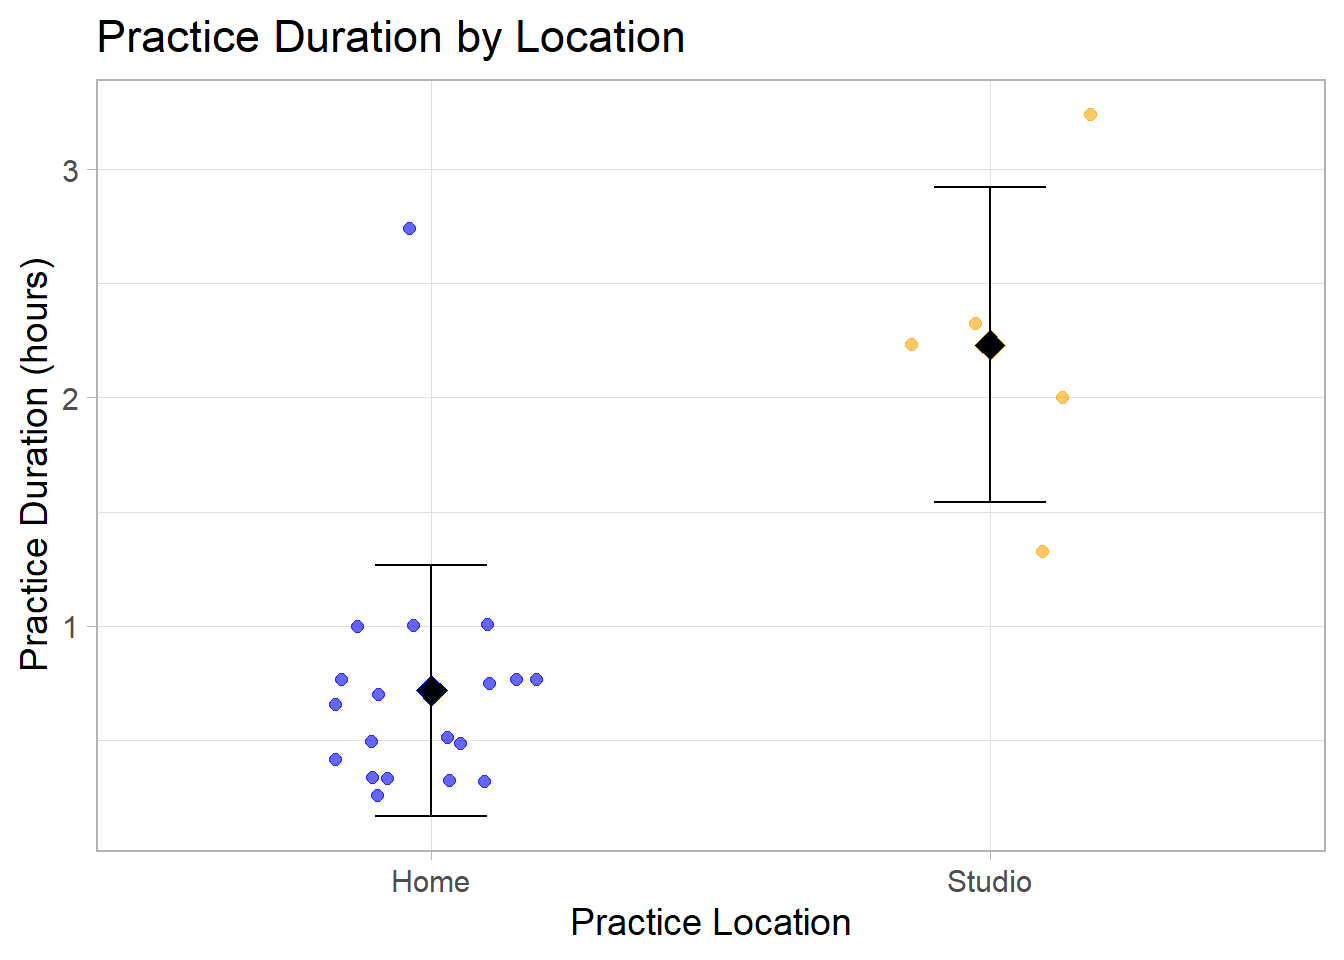 Practice Duration by Location
Practice Duration (hours)
3
2
1
Home
Studio
Practice Location